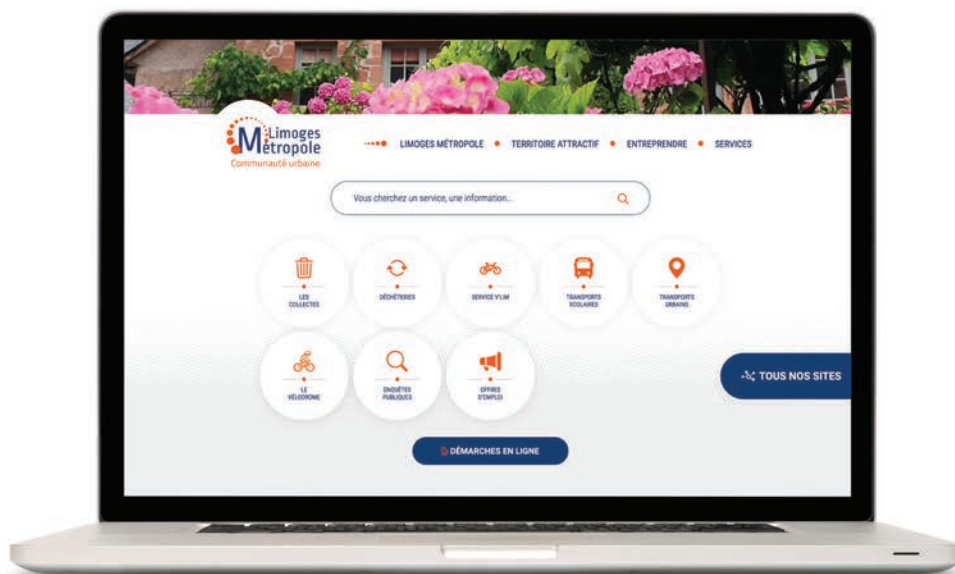 Limoges
Métropole
Communauté urbaine
LIMOGES MÉTROPOLE • TERRITOIRE ATTRACTIF • ENTREPRENDRE • SERVICES
Vous cherchez un service, une information...
LES
COLLECTES
DÉCHÈTERIES
SERVICE V'LIM
TRANSPORTS
SCOLAIRES
TRANSPORTS
URBAINS
LE
VÉLODROME
ENQUÊTES
PUBLIQUES
OFFRES
D'EMPLOI
TOUS NOS SITES
DÉMARCHES EN LIGNE